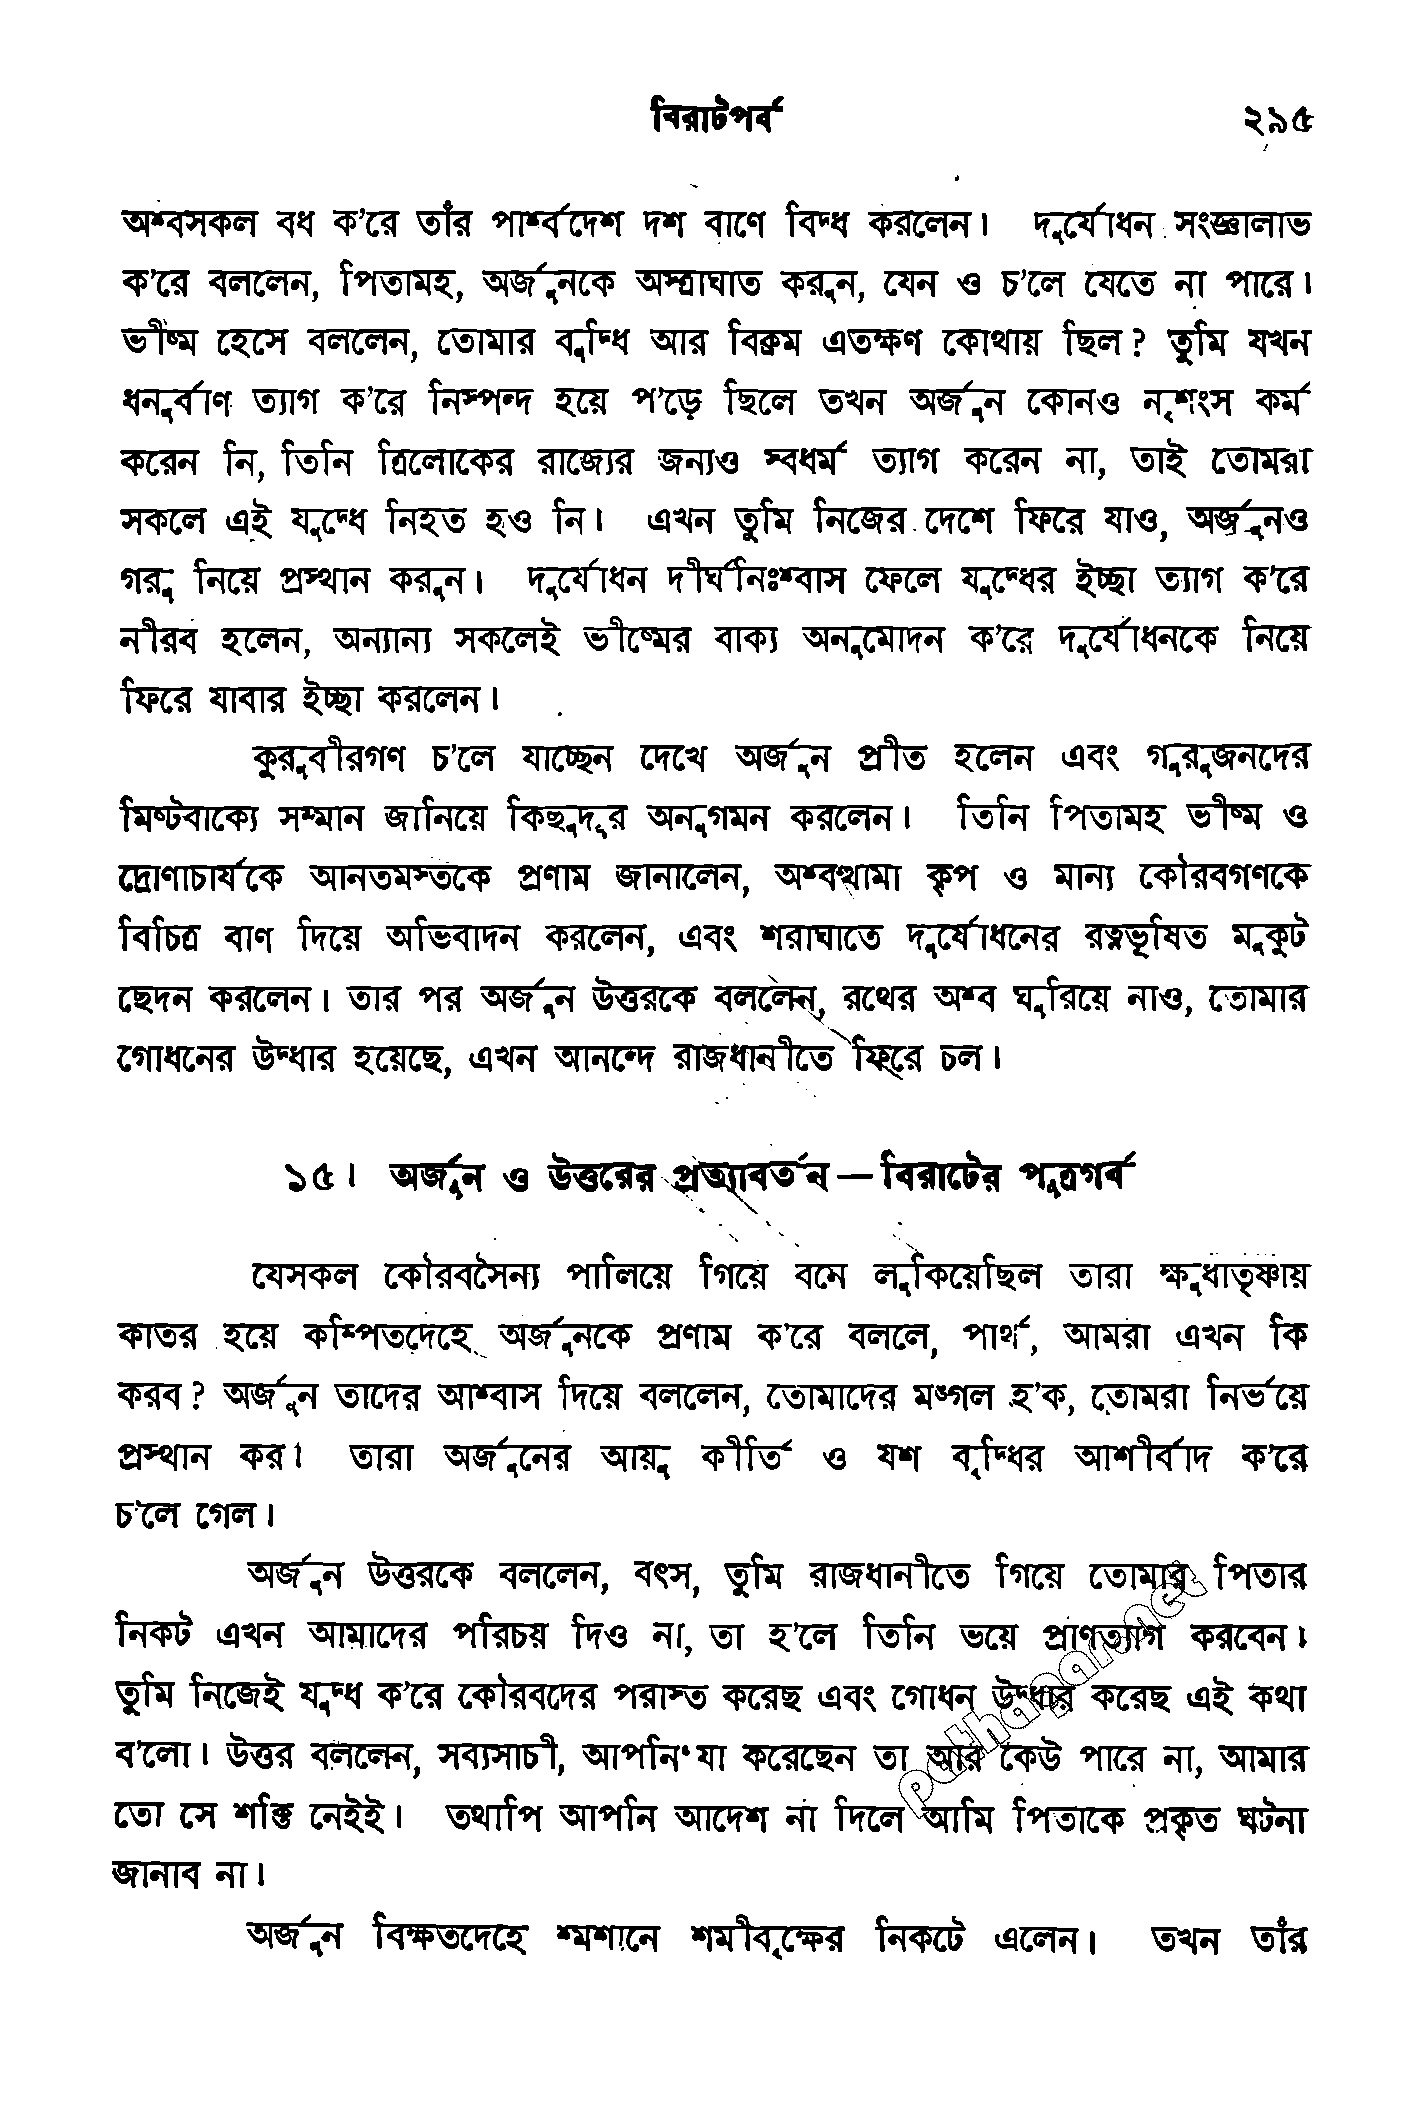 বিরাটপর্ব ২৯৫
অশ্বসকল বধ ক'রে তাঁর পার্শ্বদেশ দশ বাণে বিদ্ধ করলেন। দুর্যোধন সংজ্ঞালাভ
ক'রে বললেন, পিতামহ, অর্জুনকে অস্ত্রাঘাত করুন, যেন ও চ'লে যেতে না পারে।
ভীষ্ম হেসে বললেন, তোমার বুদ্ধি আর বিক্রম এতক্ষণ কোথায় ছিল? তুমি যখন
ধনুর্বাণ ত্যাগ ক'রে নিস্পন্দ হয়ে প'ড়ে ছিলে তখন অর্জুন কোনও নৃশংস কর্ম
করেন নি, তিনি ত্রিলোকের রাজ্যের জন্যও স্বধর্ম ত্যাগ করেন না, তাই তোমরা
সকলে এই যুদ্ধে নিহত হও নি। এখন তুমি নিজের দেশে ফিরে যাও, অর্জুনও
গরু নিয়ে প্রস্থান করুন। দুর্যোধন দীর্ঘনিঃশ্বাস ফেলে যুদ্ধের ইচ্ছা ত্যাগ ক'রে
নীরব হলেন, অন্যান্য সকলেই ভীষ্মের বাক্য অনুমোদন ক'রে দুর্যোধনকে নিয়ে
ফিরে যাবার ইচ্ছা করলেন।
কুরুবীরগণ চ'লে যাচ্ছেন দেখে অর্জুন প্রীত হলেন এবং গুরুজনদের
মিষ্টবাক্যে সম্মান জানিয়ে কিছুদূর অনুগমন করলেন। তিনি পিতামহ ভীষ্ম ও
দ্রোণাচার্যকে আনতমস্তকে প্রণাম জানালেন, অশ্বত্থামা কৃপ ও মান্য কৌরবগণকে
বিচিত্র বাণ দিয়ে অভিবাদন করলেন, এবং শরাঘাতে দুর্যোধনের রত্নভূষিত মুকুট
ছেদন করলেন। তার পর অর্জুন উত্তরকে বললেন, রথের অশ্ব ঘুরিয়ে নাও, তোমার
গোধনের উদ্ধার হয়েছে, এখন আনন্দে রাজধানীতে ফিরে চল।
১৫। অর্জুন ও উত্তরের প্রত্যাবর্তন—বিরাটের পুত্রগর্ব
যেসকল কৌরবসৈন্য পালিয়ে গিয়ে বমে লুকিয়েছিল তারা ক্ষুধাতৃষ্ণায়
কাতর হয়ে কম্পিতদেহে অর্জুনকে প্রণাম ক'রে বললে, পার্থ, আমরা এখন কি
করব? অর্জুন তাদের আশ্বাস দিয়ে বললেন, তোমাদের মঙ্গল হ'ক, তোমরা নির্ভয়ে
প্রস্থান কর। তারা অর্জুনের আয়ু কীর্তি ও যশ বৃদ্ধির আশীর্বাদ ক'রে
চ'লে গেল।
অর্জুন উত্তরকে বললেন, বৎস, তুমি রাজধানীতে গিয়ে তোমার পিতার
নিকট এখন আমাদের পরিচয় দিও না, তা হ'লে তিনি ভয়ে প্রাণত্যাগ করবেন।
তুমি নিজেই যুদ্ধ ক'রে কৌরবদের পরাস্ত করেছ এবং গোধন উদ্ধার করেছ এই কথা
ব'লো। উত্তর বললেন, সব্যসাচী, আপনি যা করেছেন তা আর কেউ পারে না, আমার
তো সে শক্তি নেইই। তথাপি আপনি আদেশ না দিলে আমি পিতাকে প্রকৃত ঘটনা
জানাব না।
অর্জুন বিক্ষতদেহে শ্মশানে শমীবৃক্ষের নিকটে এলেন। তখন তাঁর
pathagar.net